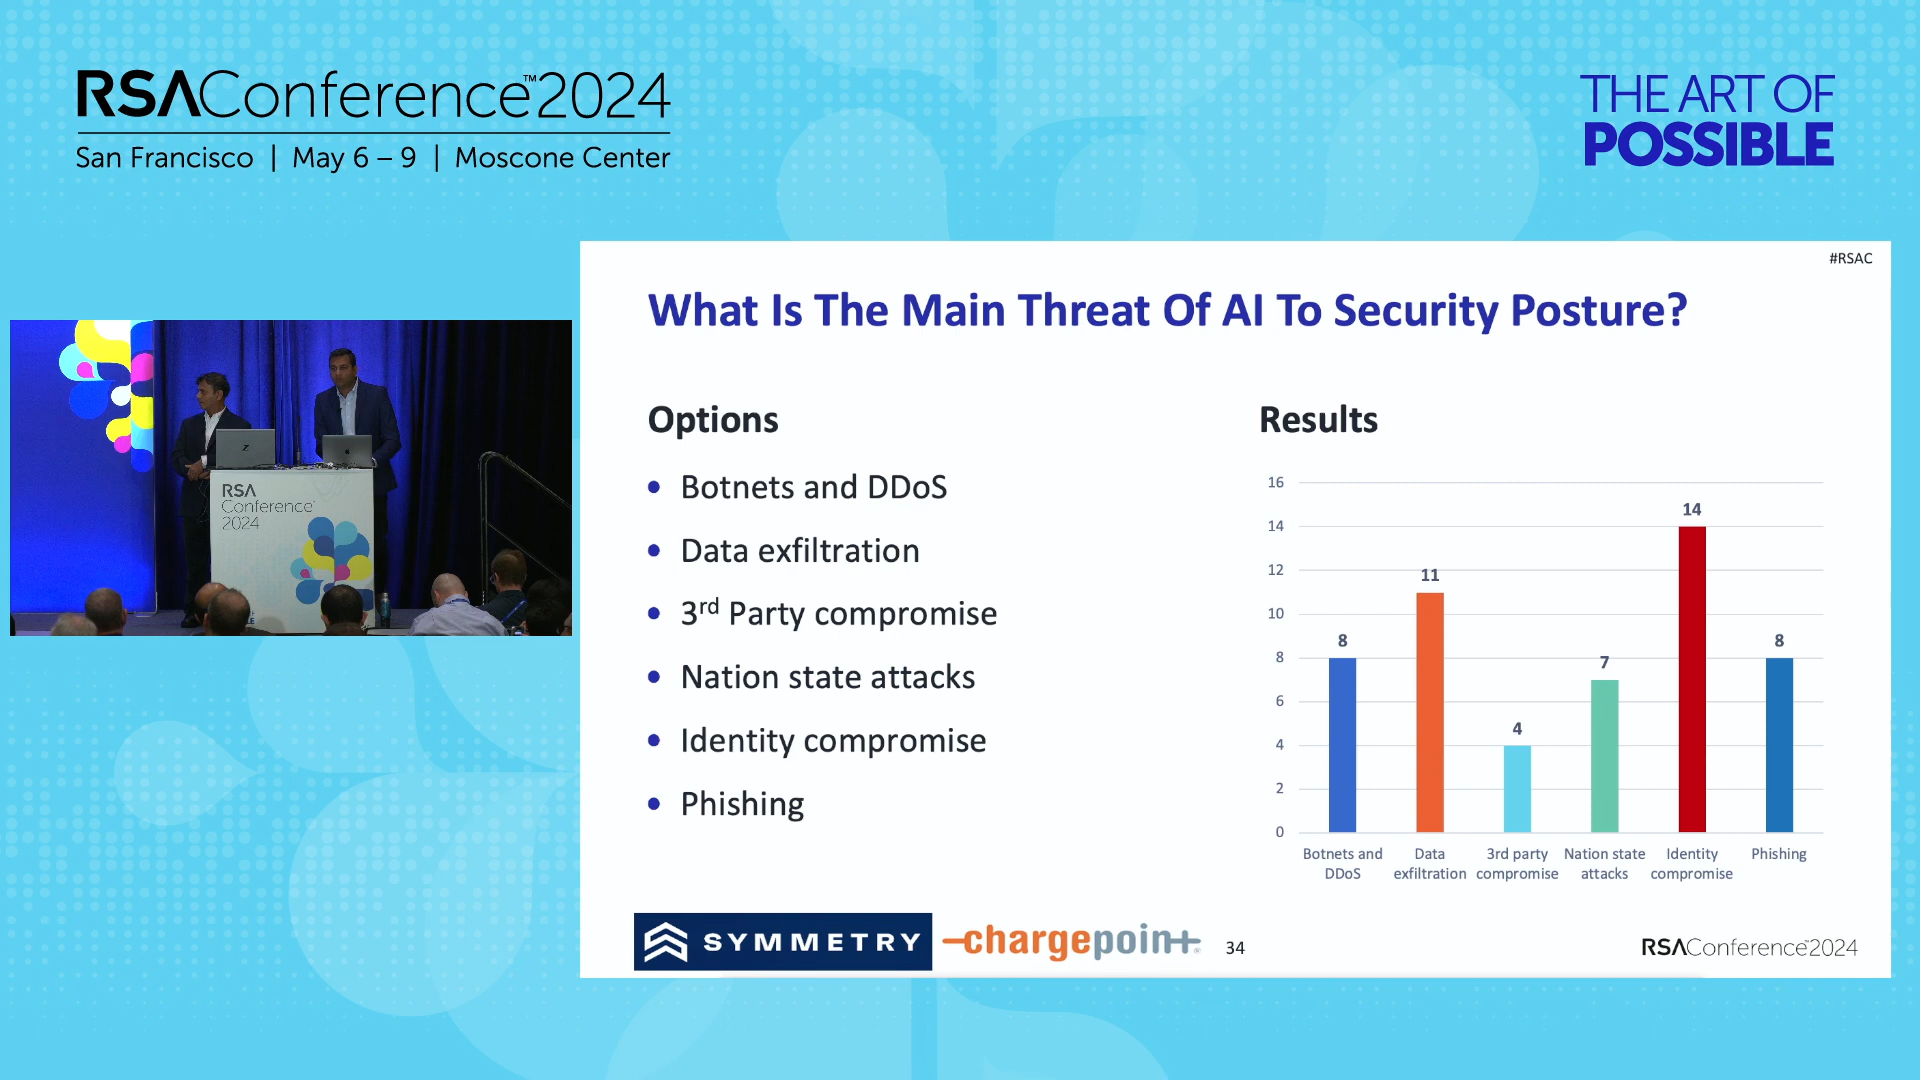 RSAConference™2024
San Francisco | May 6 – 9 | Moscone Center
THE ART OF
POSSIBLE
#RSAC
What Is The Main Threat Of AI To Security Posture?
Options
• Botnets and DDoS
• Data exfiltration
• 3rd Party compromise
• Nation state attacks
• Identity compromise
• Phishing
Results
16
14
12
10
8
6
4
2
0
8
11
4
7
14
8
Botnets and
DDoS
Data
exfiltration
3rd party
compromise
Nation state
attacks
Identity
compromise
Phishing
SYMMETRY
chargepoin+
34
RSAConference™2024
RSA
Conference™
2024